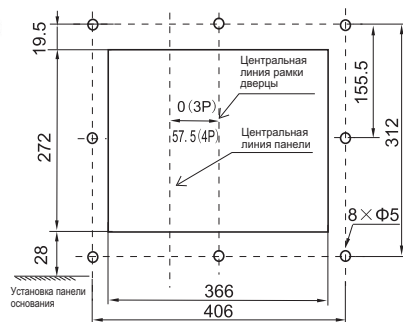 19.5
Центральная
линия рамки
дверцы
155.5
0(3P)
57.5(4P)
Центральная
линия панели
272
312
8×Φ5
28
Установка панели
основания
366
406